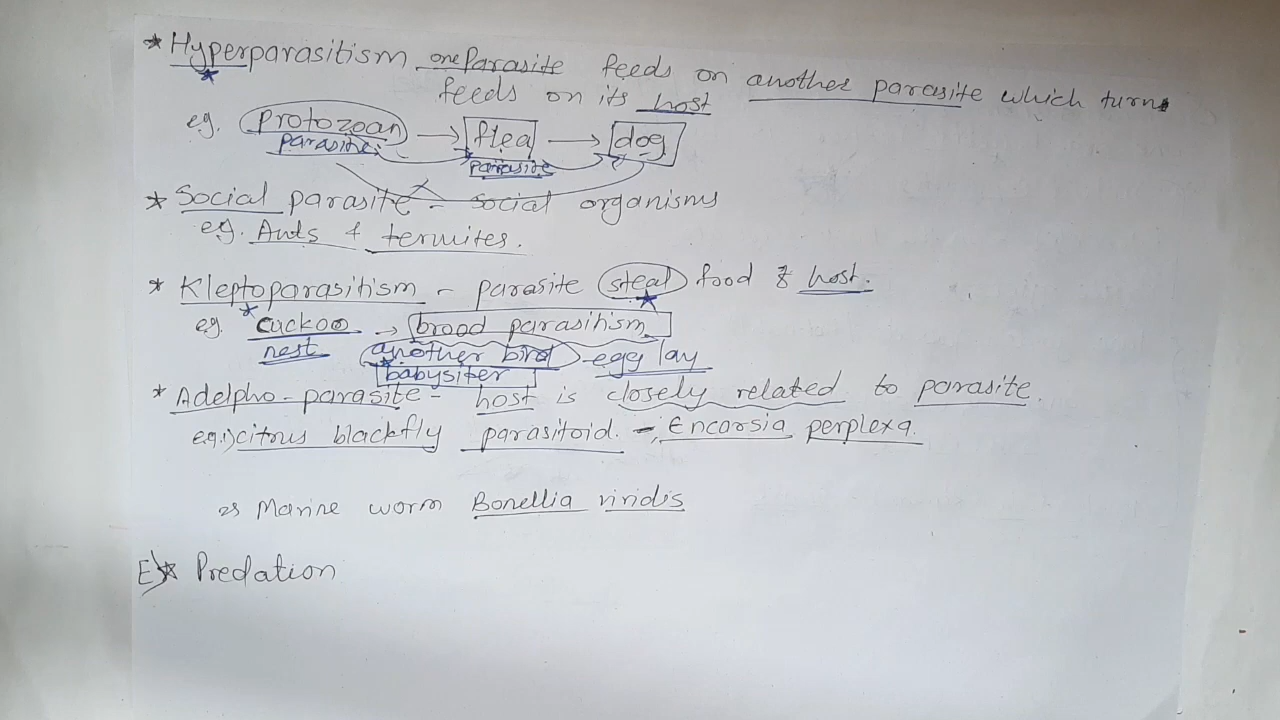 * Hyperparasitism one Parasite feeds on another parasite which turns
feeds on its host
eg. Protozoan → flea → dog
parasite parasite
* Social parasite - social organisms
eg. Ants & termites.
* Kleptoparasitism - parasite steal food of host.
eg. cuckoo → brood parasitism
nest another bird - egg lay
babysiter
* Adelpho-parasite - host is closely related to parasite.
e.g. 1) citrus blackfly parasitoid. - Encarsia perplexa.
2) Marine worm Bonellia viridis
E) * Predation